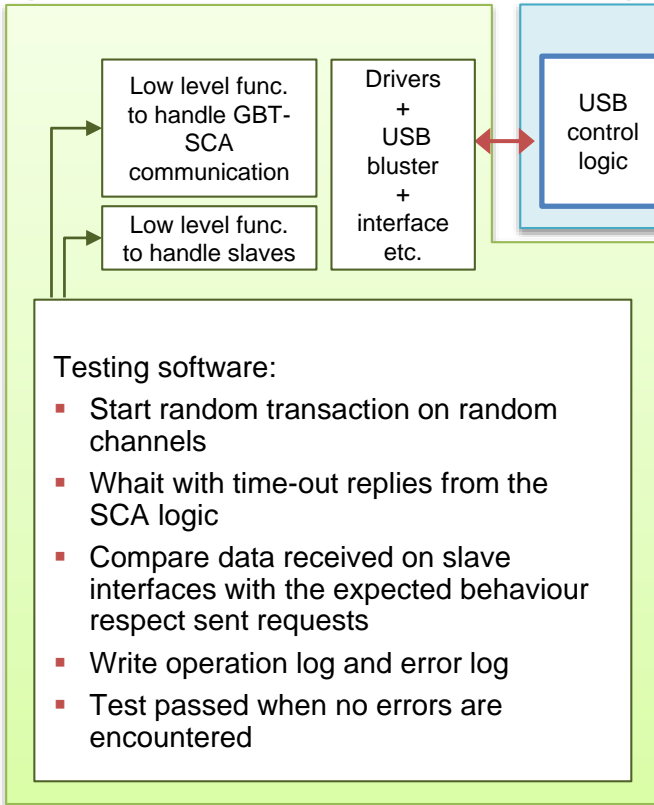 Low level func.
to handle GBT-
SCA
communication
Low level func.
to handle slaves
Drivers
+
USB
bluster
+
interface
etc.
USB
control
logic
Testing software:
▪ Start random transaction on random
channels
▪ Whait with time-out replies from the
SCA logic
▪ Compare data received on slave
interfaces with the expected behaviour
respect sent requests
▪ Write operation log and error log
▪ Test passed when no errors are
encountered